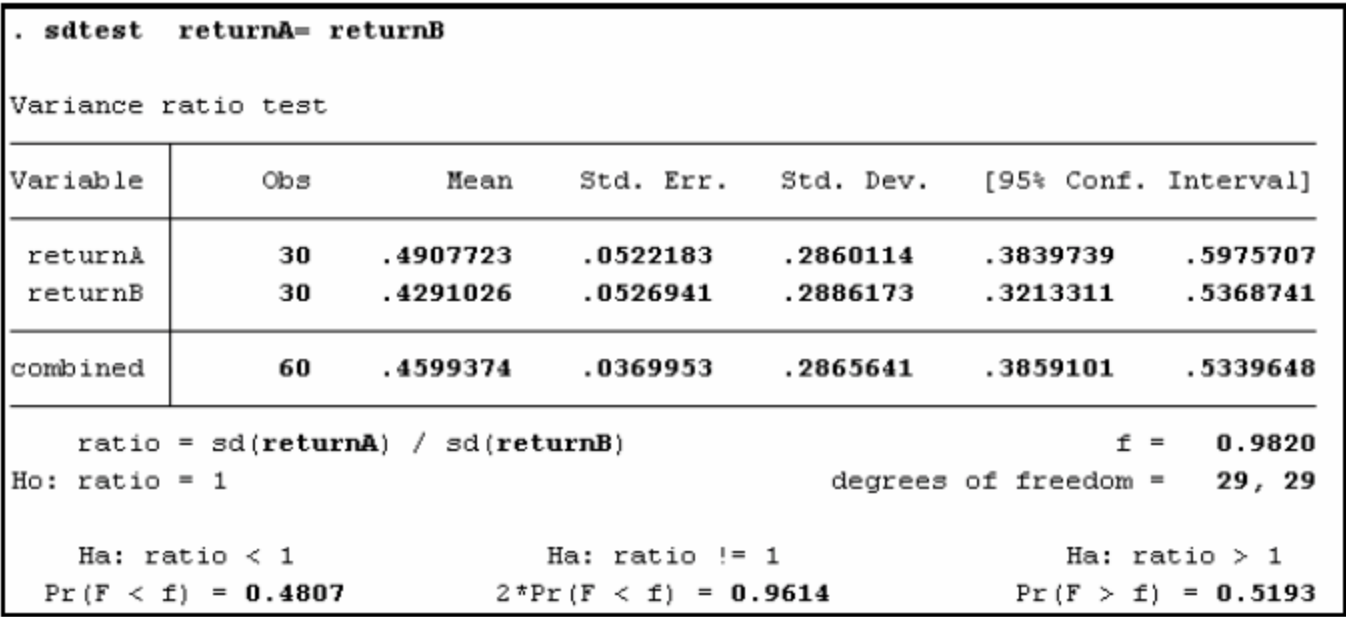 . sdtest returnA= returnB
Variance ratio test
Variable Obs Mean Std. Err. Std. Dev. [95% Conf. Interval]
returnA 30 .4907723 .0522183 .2860114 .3839739 .5975707
returnB 30 .4291026 .0526941 .2886173 .3213311 .5368741
combined 60 .4599374 .0369953 .2865641 .3859101 .5339648
ratio = sd(returnA) / sd(returnB) f = 0.9820
Ho: ratio = 1 degrees of freedom = 29, 29
Ha: ratio < 1 Ha: ratio != 1 Ha: ratio > 1
Pr(F < f) = 0.4807 2*Pr(F < f) = 0.9614 Pr(F > f) = 0.5193